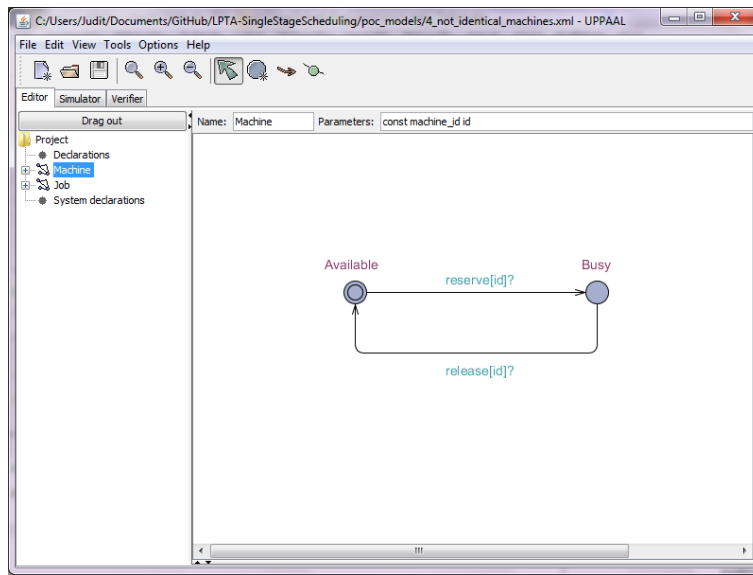 C:/Users/Judit/Documents/GitHub/LPTA-SingleStageScheduling/poc_models/4_not_identical_machines.xml - UPPAAL
File Edit View Tools Options Help
Editor Simulator Verifier
Drag out
Name: Machine Parameters: const machine_id id
Project
Declarations
Machine
Job
System declarations
Available Busy
reserve[id]?
release[id]?